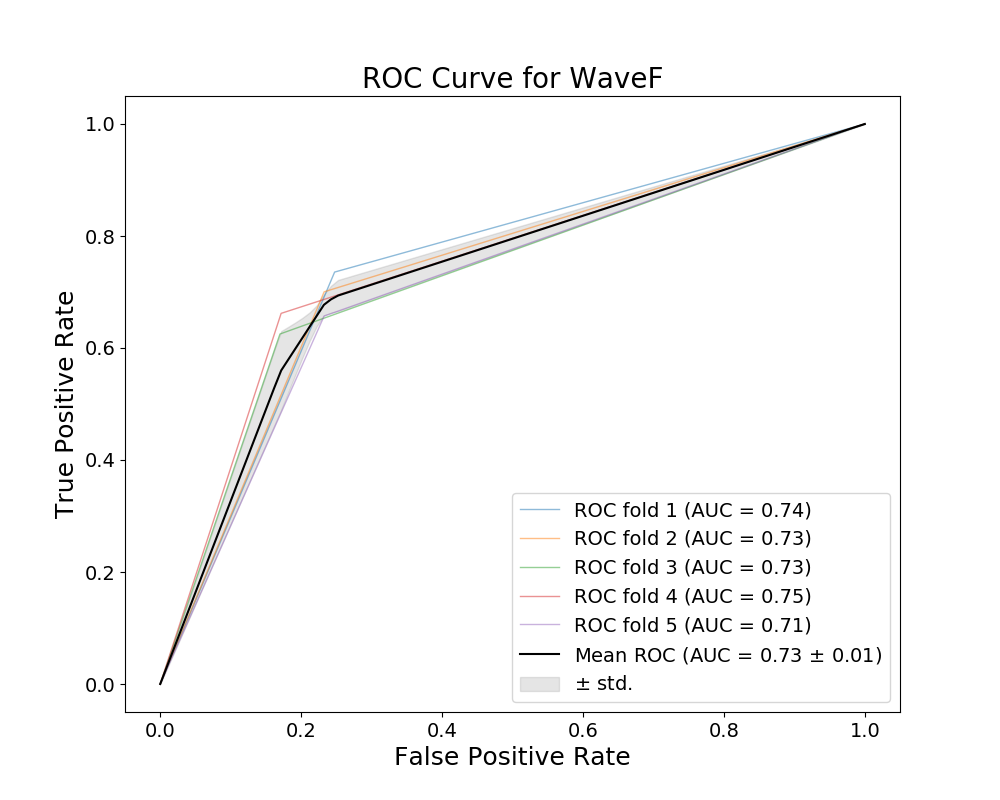 ROC Curve for WaveF
True Positive Rate
1.0
0.8
0.6
0.4
0.2
0.0
ROC fold 1 (AUC = 0.74)
ROC fold 2 (AUC = 0.73)
ROC fold 3 (AUC = 0.73)
ROC fold 4 (AUC = 0.75)
ROC fold 5 (AUC = 0.71)
Mean ROC (AUC = 0.73 ± 0.01)
± std.
0.0 0.2 0.4 0.6 0.8 1.0
False Positive Rate